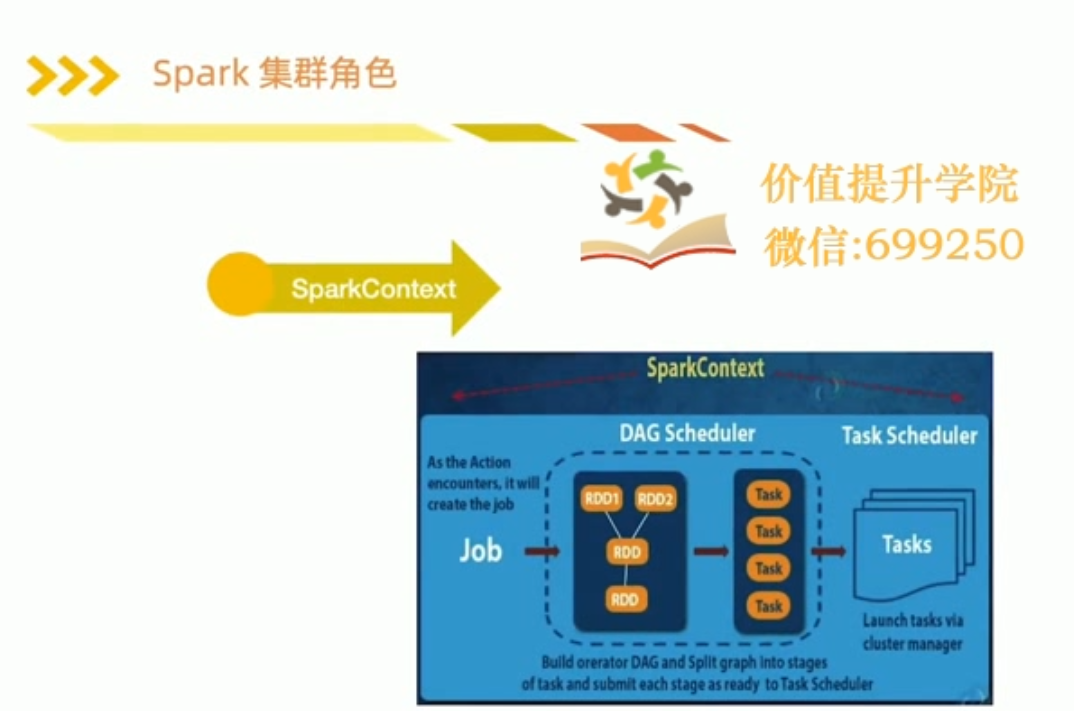 Spark 集群角色
价值提升学院
微信:699250
SparkContext
SparkContext
DAG Scheduler
Task Scheduler
As the Action
encounters, it will
create the job
Job
RDD1
RDD2
RDD
RDD
Task
Task
Task
Task
Tasks
Launch tasks via
cluster manager
Build orerator DAG and Split graph into stages
of task and submit each stage as ready to Task Scheduler